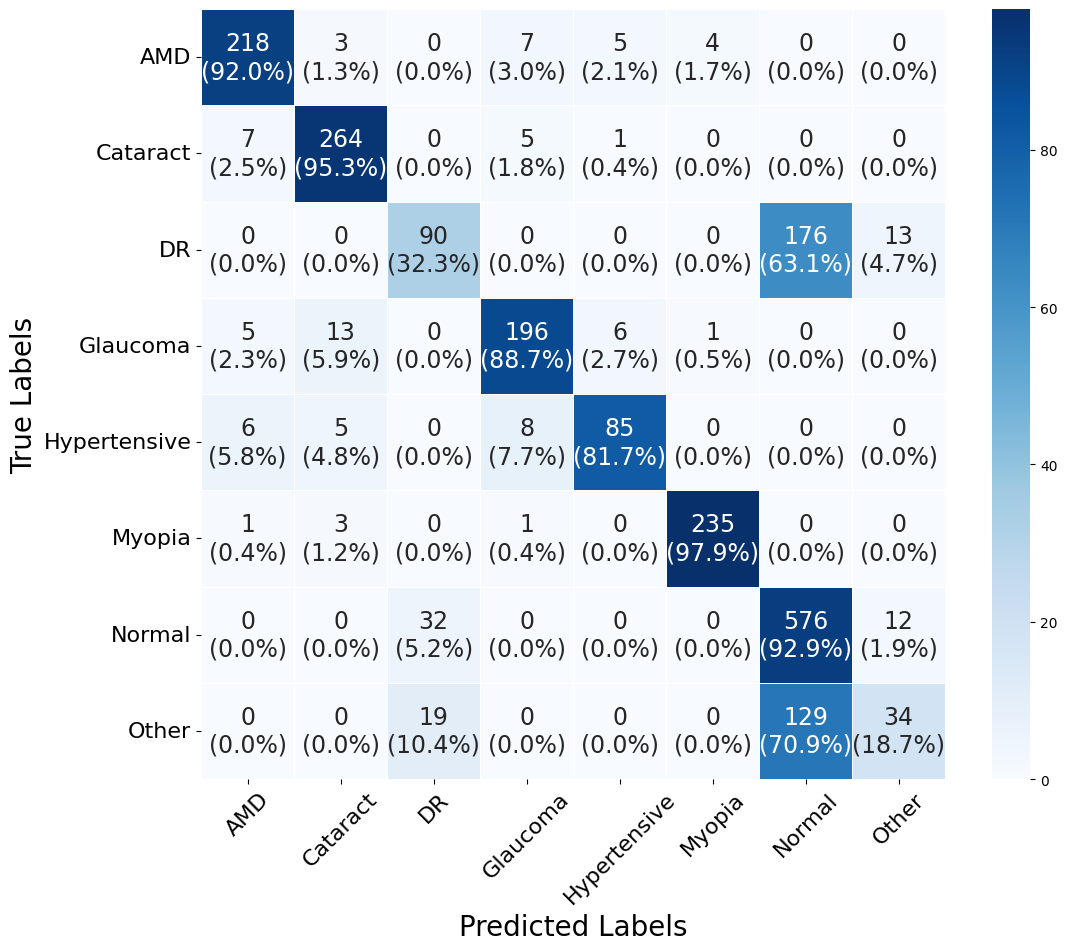 AMD 218 3 0 7 5 4 0 0
(92.0%) (1.3%) (0.0%) (3.0%) (2.1%) (1.7%) (0.0%) (0.0%)
Cataract 7 264 0 5 1 0 0 0
(2.5%) (95.3%) (0.0%) (1.8%) (0.4%) (0.0%) (0.0%) (0.0%)
DR 0 0 90 0 0 0 176 13
(0.0%) (0.0%) (32.3%) (0.0%) (0.0%) (0.0%) (63.1%) (4.7%)
Glaucoma 5 13 0 196 6 1 0 0
(2.3%) (5.9%) (0.0%) (88.7%) (2.7%) (0.5%) (0.0%) (0.0%)
Hypertensive 6 5 0 8 85 0 0 0
(5.8%) (4.8%) (0.0%) (7.7%) (81.7%) (0.0%) (0.0%) (0.0%)
Myopia 1 3 0 1 0 235 0 0
(0.4%) (1.2%) (0.0%) (0.4%) (0.0%) (97.9%) (0.0%) (0.0%)
Normal 0 0 32 0 0 0 576 12
(0.0%) (0.0%) (5.2%) (0.0%) (0.0%) (0.0%) (92.9%) (1.9%)
Other 0 0 19 0 0 0 129 34
(0.0%) (0.0%) (10.4%) (0.0%) (0.0%) (0.0%) (70.9%) (18.7%)
AMD Cataract DR Glaucoma Hypertensive Myopia Normal Other
Predicted Labels
True Labels
80
60
40
20
0